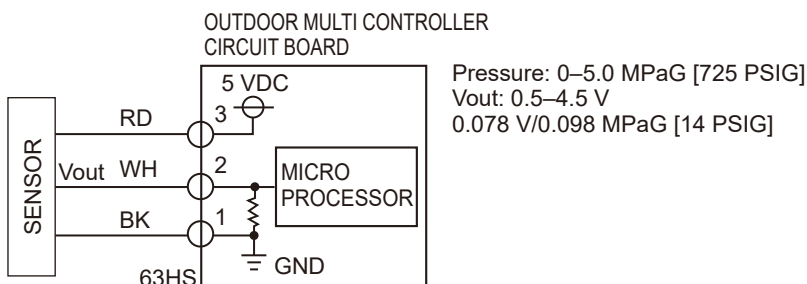 OUTDOOR MULTI CONTROLLER
CIRCUIT BOARD
Pressure: 0–5.0 MPaG [725 PSIG]
Vout: 0.5–4.5 V
0.078 V/0.098 MPaG [14 PSIG]
5 VDC
SENSOR
RD
3
Vout WH
2
MICRO
PROCESSOR
BK
1
GND
63HS